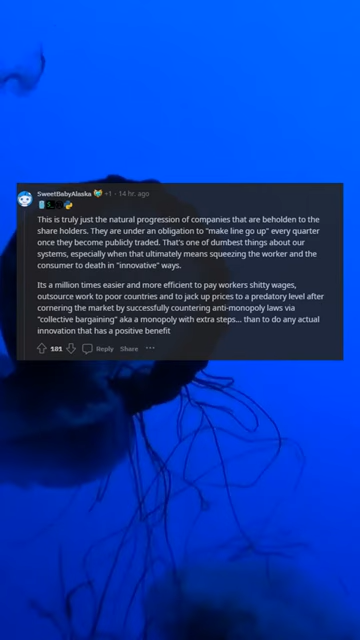 SweetBabyAlaska +1 · 14 hr. ago
This is truly just the natural progression of companies that are beholden to the
share holders. They are under an obligation to "make line go up" every quarter
once they become publicly traded. That's one of dumbest things about our
systems, especially when that ultimately means squeezing the worker and the
consumer to death in "innovative" ways.
Its a million times easier and more efficient to pay workers shitty wages,
outsource work to poor countries and to jack up prices to a predatory level after
cornering the market by successfully countering anti-monopoly laws via
"collective bargaining" aka a monopoly with extra steps... than to do any actual
innovation that has a positive benefit
181 Reply Share ···